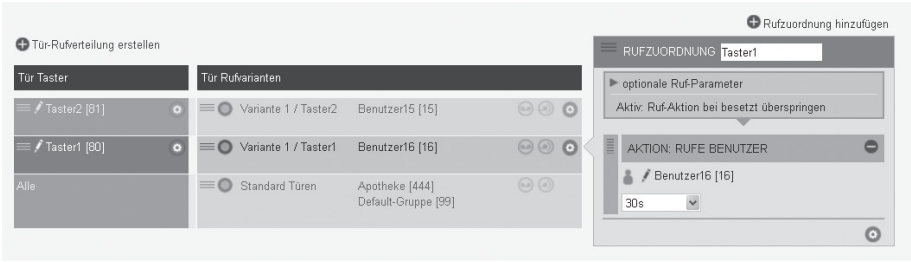 Rufzuordnung hinzufügen
Tür-Rufverteilung erstellen
RUFZUORDNUNG Taster1
Tür Taster
Tür Rufvarianten
optionale Ruf-Parameter
Aktiv: Ruf-Aktion bei besetzt überspringen
Taster2 [81]
Variante 1 / Taster2 Benutzer15 [15]
Taster1 [80]
Variante 1 / Taster1 Benutzer16 [16]
AKTION: RUFE BENUTZER
Benutzer16 [16]
30s
Alle
Standard Türen Apotheke [444]
Default-Gruppe [99]